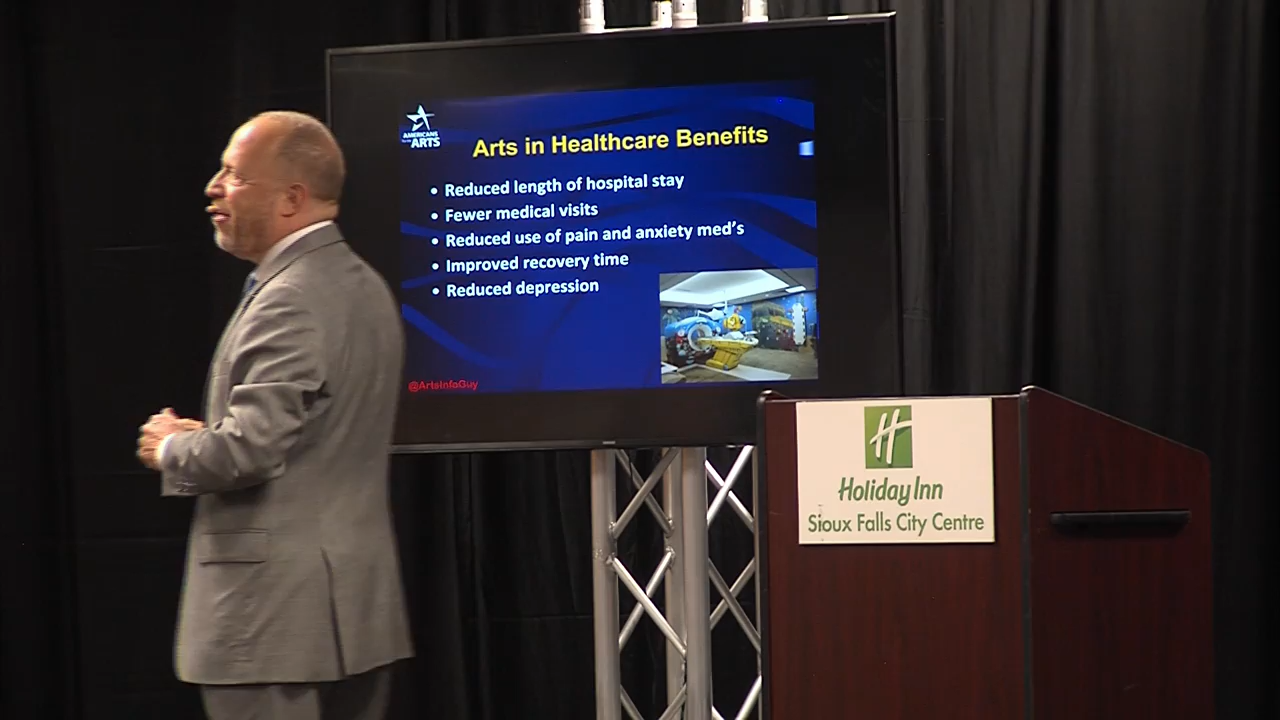 AMERICANS
for the
ARTS
Arts in Healthcare Benefits
• Reduced length of hospital stay
• Fewer medical visits
• Reduced use of pain and anxiety med's
• Improved recovery time
• Reduced depression
@ArtsInfoGuy
H
Holiday Inn
Sioux Falls City Centre